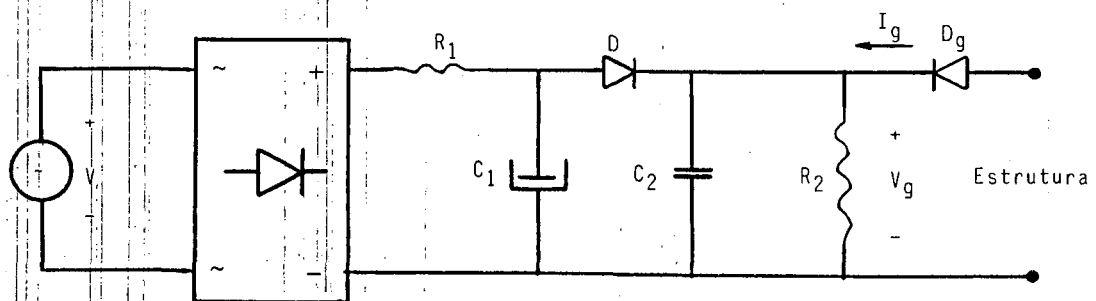 I_g
R_1
D
D_g
~
+
+
V
-
-
C_1
C_2
R_2
+
V_g
-
Estrutura
~
-